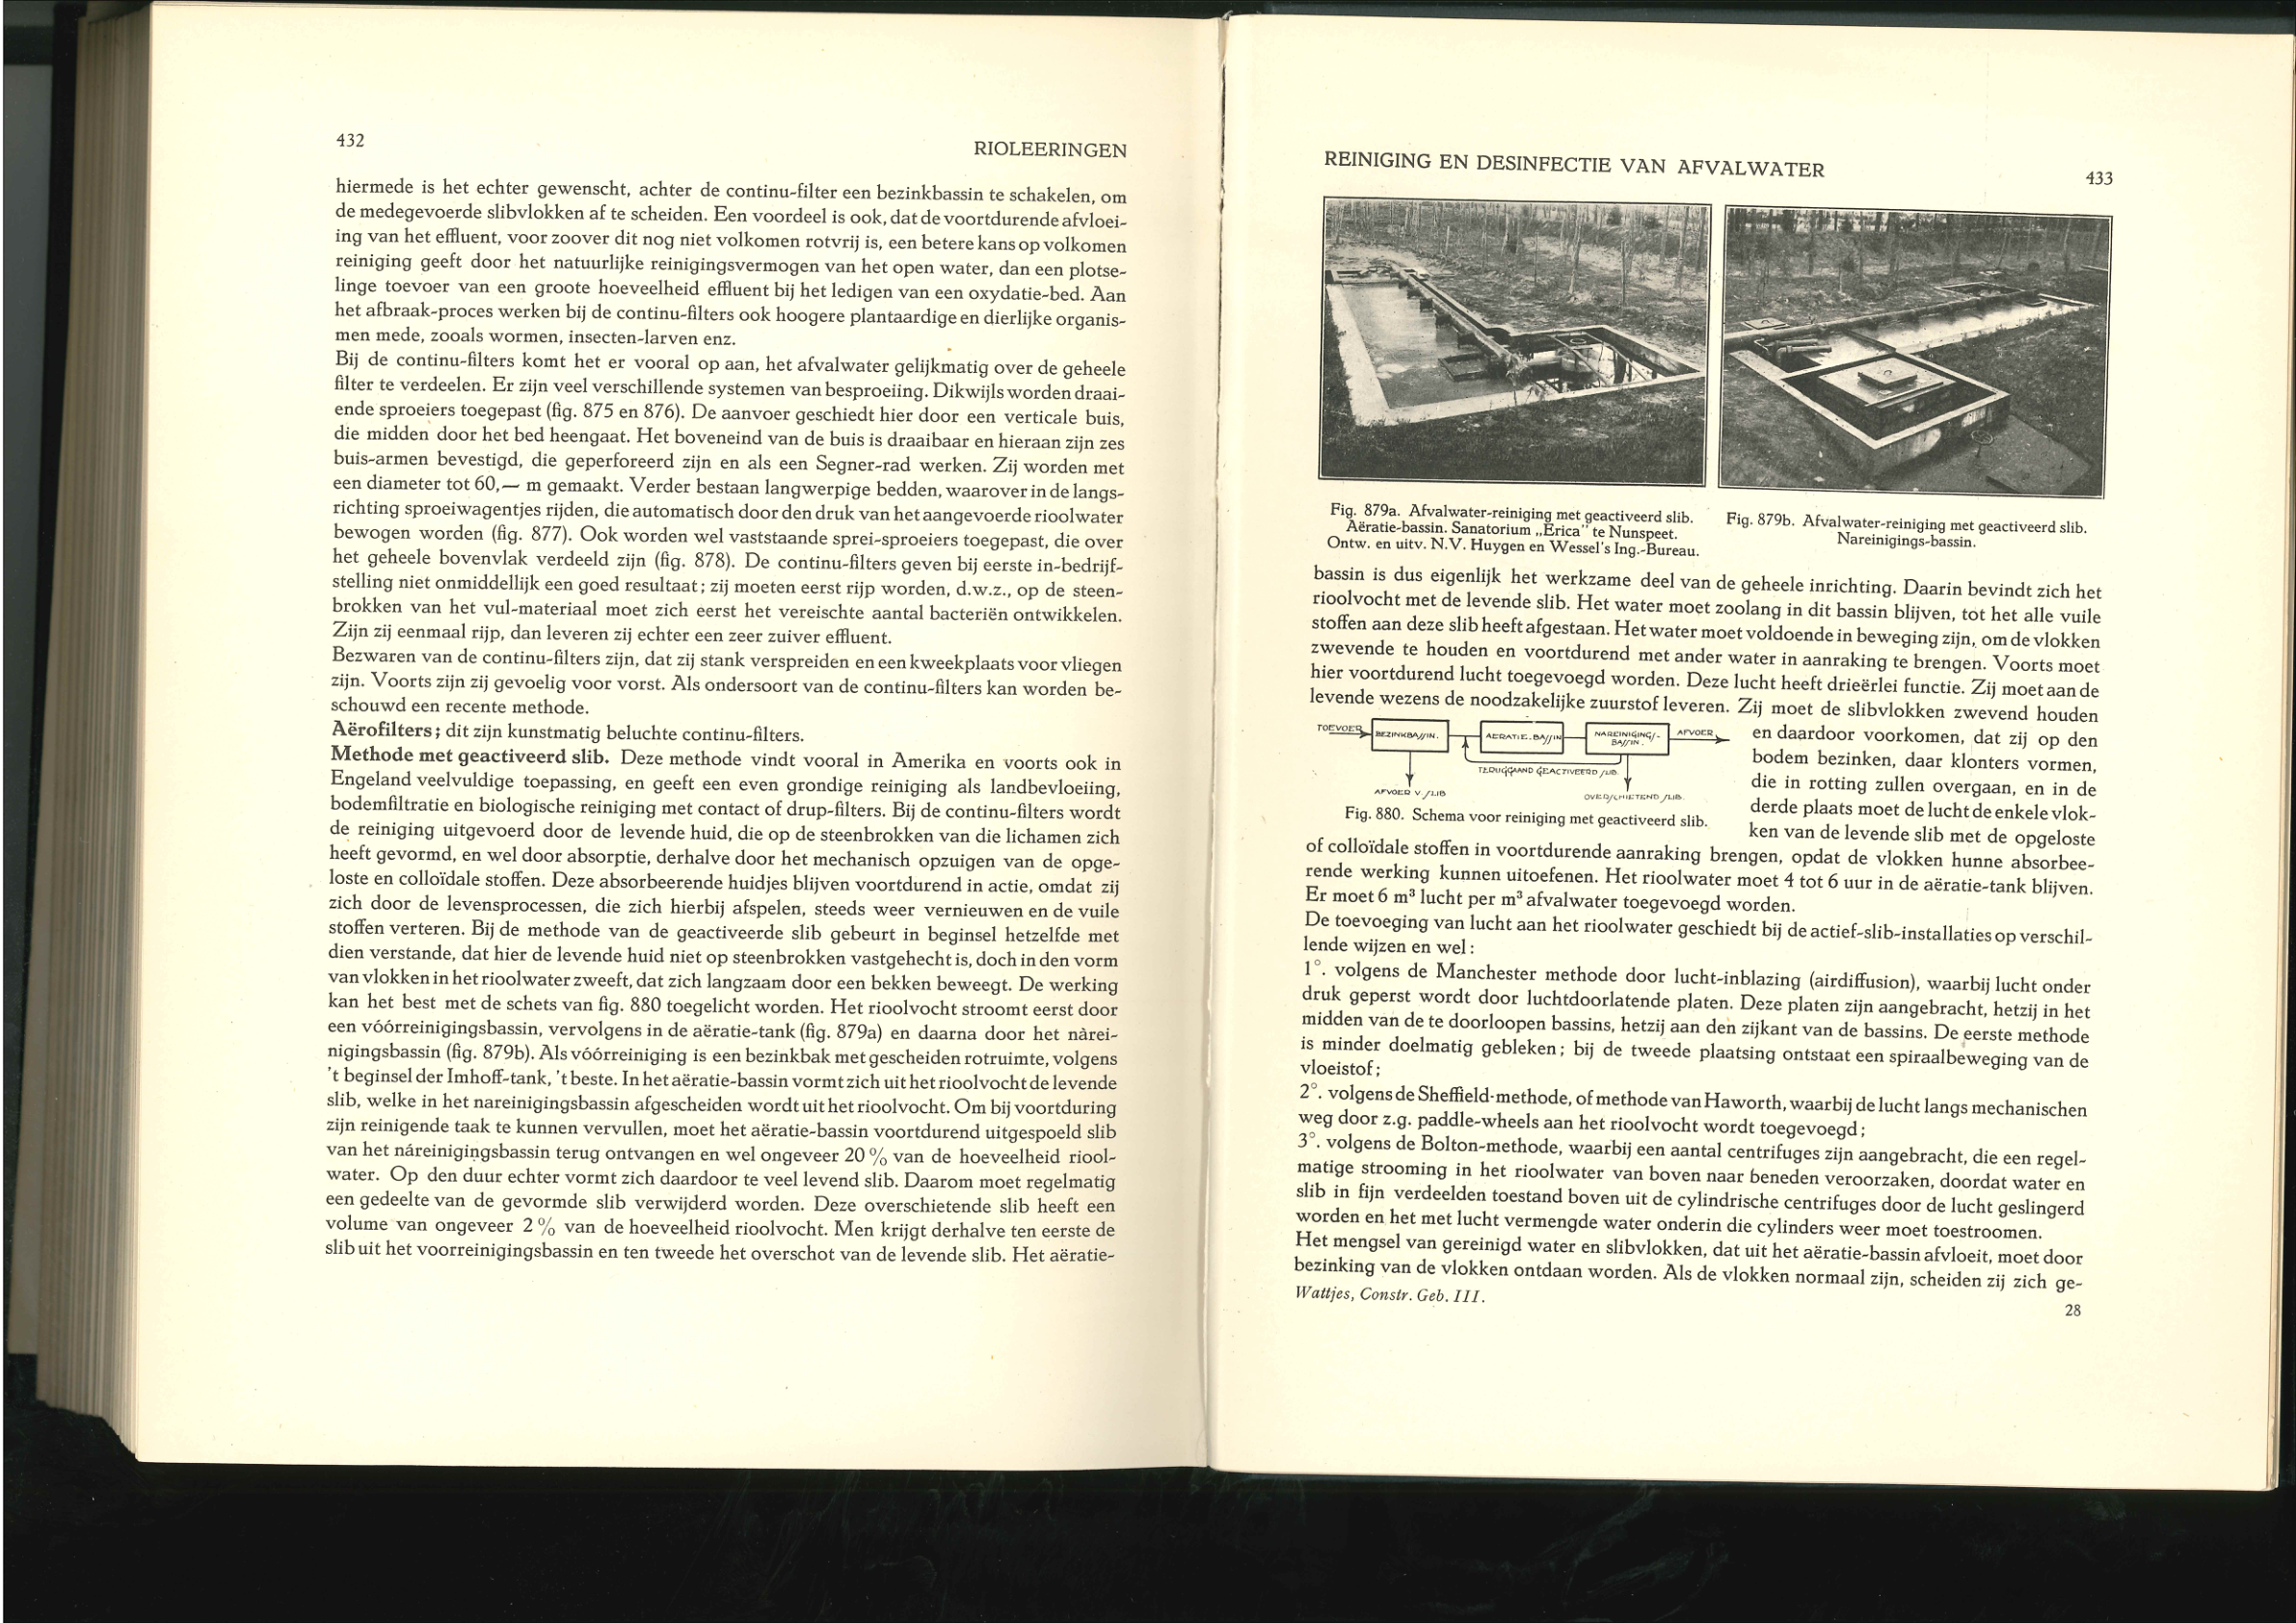 432
RIOLEERINGEN
hiermede is het echter gewenscht, achter de continu-filter een bezinkbassin te schakelen, om
de medegevoerde slibvlokken af te scheiden. Een voordeel is ook, dat de voortdurende afvloei-
ing van het effluent, voor zoover dit nog niet volkomen rotvrij is, een betere kans op volkomen
reiniging geeft door het natuurlijke reinigingsvermogen van het open water, dan een plotse-
linge toevoer van een groote hoeveelheid effluent bij het ledigen van een oxydatie-bed. Aan
het afbraak-proces werken bij de continu-filters ook hoogere plantaardige en dierlijke organis-
men mede, zooals wormen, insecten-larven enz.
Bij de continu-filters komt het er vooral op aan, het afvalwater gelijkmatig over de geheele
filter te verdeelen. Er zijn veel verschillende systemen van besproeiing. Dikwijls worden draai-
ende sproeiers toegepast (fig. 875 en 876). De aanvoer geschiedt hier door een verticale buis,
die midden door het bed heengaat. Het boveneind van de buis is draaibaar en hieraan zijn zes
buis-armen bevestigd, die geperforeerd zijn en als een Segner-rad werken. Zij worden met
een diameter tot 60,— m gemaakt. Verder bestaan langwerpige bedden, waarover in de langs-
richting sproeiwagentjes rijden, die automatisch door den druk van het aangevoerde rioolwater
bewogen worden (fig. 877). Ook worden wel vaststaande sprei-sproeiers toegepast, die over
het geheele bovenvlak verdeeld zijn (fig. 878). De continu-filters geven bij eerste in-bedrijf-
stelling niet onmiddellijk een goed resultaat; zij moeten eerst rijp worden, d.w.z., op de steen-
brokken van het vul-materiaal moet zich eerst het vereischte aantal bacteriën ontwikkelen.
Zijn zij eenmaal rijp, dan leveren zij echter een zeer zuiver effluent.
Bezwaren van de continu-filters zijn, dat zij stank verspreiden en een kweekplaats voor vliegen
zijn. Voorts zijn zij gevoelig voor vorst. Als ondersoort van de continu-filters kan worden be-
schouwd een recente methode.
Aërofilters; dit zijn kunstmatig beluchte continu-filters.
Methode met geactiveerd slib. Deze methode vindt vooral in Amerika en voorts ook in
Engeland veelvuldige toepassing, en geeft een even grondige reiniging als landbevloeiing,
bodemfiltratie en biologische reiniging met contact of drup-filters. Bij de continu-filters wordt
de reiniging uitgevoerd door de levende huid, die op de steenbrokken van die lichamen zich
heeft gevormd, en wel door absorptie, derhalve door het mechanisch opzuigen van de opge-
loste en colloïdale stoffen. Deze absorbeerende huidjes blijven voortdurend in actie, omdat zij
zich door de levensprocessen, die zich hierbij afspelen, steeds weer vernieuwen en de vuile
stoffen verteren. Bij de methode van de geactiveerde slib gebeurt in beginsel hetzelfde met
dien verstande, dat hier de levende huid niet op steenbrokken vastgehecht is, doch in den vorm
van vlokken in het rioolwater zweeft, dat zich langzaam door een bekken beweegt. De werking
kan het best met de schets van fig. 880 toegelicht worden. Het rioolvocht stroomt eerst door
een vóórreinigingsbassin, vervolgens in de aëratie-tank (fig. 879a) en daarna door het nàrei-
nigingsbassin (fig. 879b). Als vóórreiniging is een bezinkbak met gescheiden rotruimte, volgens
't beginsel der Imhoff-tank, 't beste. In het aëratie-bassin vormt zich uit het rioolvocht de levende
slib, welke in het nareinigingsbassin afgescheiden wordt uit het rioolvocht. Om bij voortduring
zijn reinigende taak te kunnen vervullen, moet het aëratie-bassin voortdurend uitgespoeld slib
van het náreinigingsbassin terug ontvangen en wel ongeveer 20 % van de hoeveelheid riool-
water. Op den duur echter vormt zich daardoor te veel levend slib. Daarom moet regelmatig
een gedeelte van de gevormde slib verwijderd worden. Deze overschietende slib heeft een
volume van ongeveer 2 % van de hoeveelheid rioolvocht. Men krijgt derhalve ten eerste de
slib uit het voorreinigingsbassin en ten tweede het overschot van de levende slib. Het aëratie-
REINIGING EN DESINFECTIE VAN AFVALWATER
433
Fig. 879a. Afvalwater-reiniging met geactiveerd slib.
Aëratie-bassin. Sanatorium „Erica" te Nunspeet.
Ontw. en uitv. N.V. Huygen en Wessel's Ing.-Bureau.
Fig. 879b. Afvalwater-reiniging met geactiveerd slib.
Nareinigings-bassin.
bassin is dus eigenlijk het werkzame deel van de geheele inrichting. Daarin bevindt zich het
rioolvocht met de levende slib. Het water moet zoolang in dit bassin blijven, tot het alle vuile
stoffen aan deze slib heeft afgestaan. Het water moet voldoende in beweging zijn, om de vlokken
zwevende te houden en voortdurend met ander water in aanraking te brengen. Voorts moet
hier voortdurend lucht toegevoegd worden. Deze lucht heeft drieërlei functie. Zij moet aan de
levende wezens de noodzakelijke zuurstof leveren. Zij moet de slibvlokken zwevend houden
TOEVOER
BEZINKBASSIN.
AERATIE.BASSIN
NAREINIGINGS-
BASSIN.
AFVOER
TERUGGAAND GEACTIVEERD SLIB.
AFVOER V. SLIB
OVERSCHIETEND SLIB.
Fig. 880. Schema voor reiniging met geactiveerd slib.
en daardoor voorkomen, dat zij op den
bodem bezinken, daar klonters vormen,
die in rotting zullen overgaan, en in de
derde plaats moet de lucht de enkele vlok-
ken van de levende slib met de opgeloste
of colloïdale stoffen in voortdurende aanraking brengen, opdat de vlokken hunne absorbee-
rende werking kunnen uitoefenen. Het rioolwater moet 4 tot 6 uur in de aëratie-tank blijven.
Er moet 6 m³ lucht per m³ afvalwater toegevoegd worden.
De toevoeging van lucht aan het rioolwater geschiedt bij de actief-slib-installaties op verschil-
lende wijzen en wel:
1°. volgens de Manchester methode door lucht-inblazing (airdiffusion), waarbij lucht onder
druk geperst wordt door luchtdoorlatende platen. Deze platen zijn aangebracht, hetzij in het
midden van de te doorloopen bassins, hetzij aan den zijkant van de bassins. De eerste methode
is minder doelmatig gebleken; bij de tweede plaatsing ontstaat een spiraalbeweging van de
vloeistof;
2°. volgens de Sheffield-methode, of methode van Haworth, waarbij de lucht langs mechanischen
weg door z.g. paddle-wheels aan het rioolvocht wordt toegevoegd;
3°. volgens de Bolton-methode, waarbij een aantal centrifuges zijn aangebracht, die een regel-
matige strooming in het rioolwater van boven naar beneden veroorzaken, doordat water en
slib in fijn verdeelden toestand boven uit de cylindrische centrifuges door de lucht geslingerd
worden en het met lucht vermengde water onderin die cylinders weer moet toestroomen.
Het mengsel van gereinigd water en slibvlokken, dat uit het aëratie-bassin afvloeit, moet door
bezinking van de vlokken ontdaan worden. Als de vlokken normaal zijn, scheiden zij zich ge-
Wattjes, Constr. Geb. III.
28